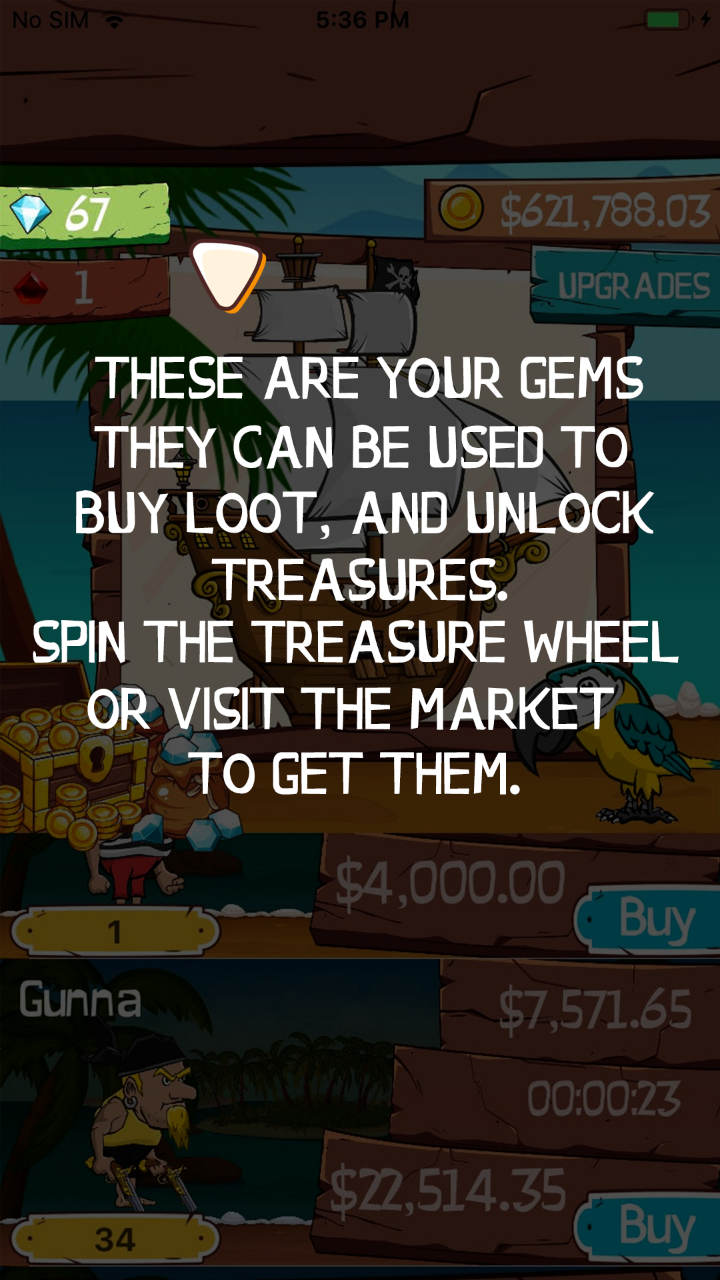 No SIM 5:36 PM
67 $621,788.03
1 UPGRADES
THESE ARE YOUR GEMS
THEY CAN BE USED TO
BUY LOOT, AND UNLOCK
TREASURES.
SPIN THE TREASURE WHEEL
OR VISIT THE MARKET
TO GET THEM.
$4,000.00
1 Buy
Gunna $7,571.65
00:00:23
$22,514.35
34 Buy